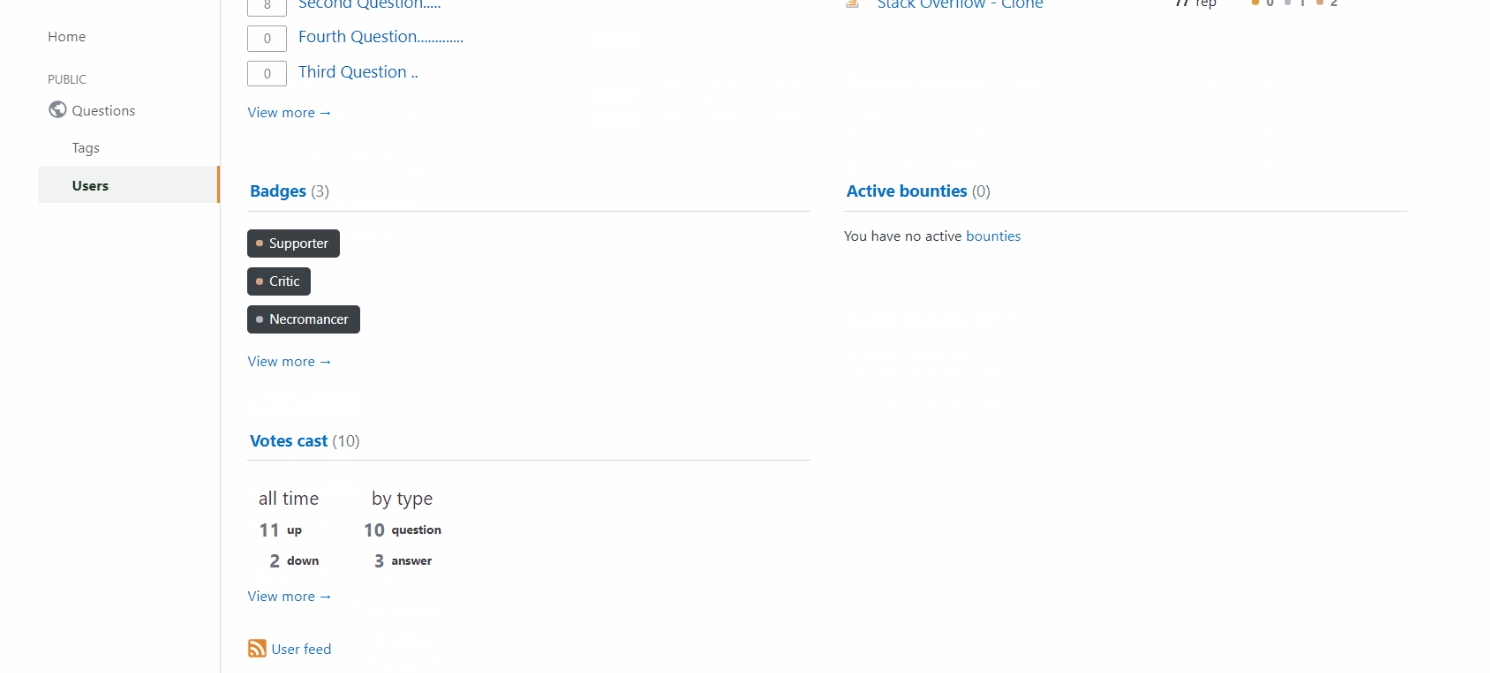 Home
PUBLIC
Questions
Tags
Users
8 Second Question.....
0 Fourth Question.............
0 Third Question ..
View more →
Stack Overflow - Clone 77 rep 0 1 2
Badges (3)
Supporter
Critic
Necromancer
View more →
Active bounties (0)
You have no active bounties
Votes cast (10)
all time by type
11 up 10 question
2 down 3 answer
View more →
User feed